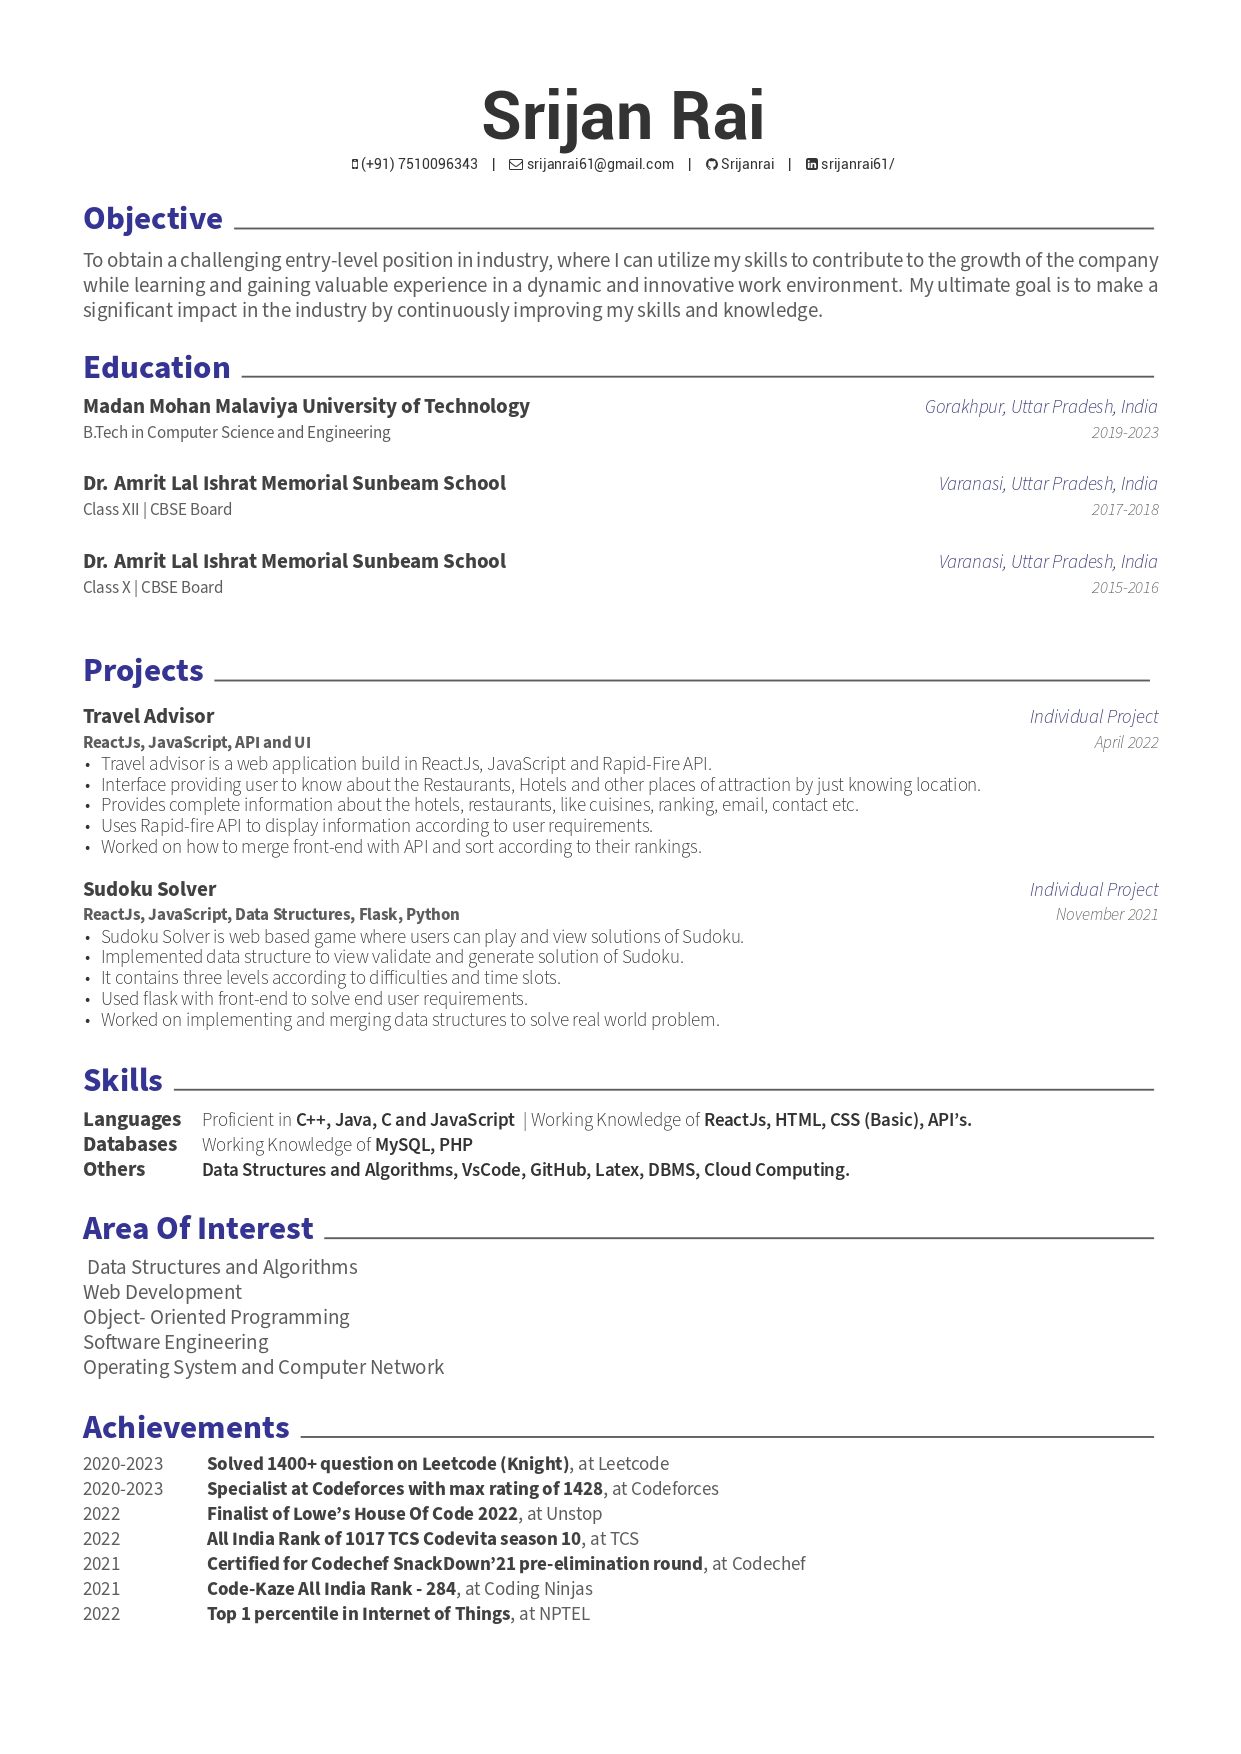 Srijan Rai
(+91) 7510096343 | srijanrai61@gmail.com | Srijanrai | srijanrai61/
Objective
To obtain a challenging entry-level position in industry, where I can utilize my skills to contribute to the growth of the company
while learning and gaining valuable experience in a dynamic and innovative work environment. My ultimate goal is to make a
significant impact in the industry by continuously improving my skills and knowledge.
Education
Madan Mohan Malaviya University of Technology Gorakhpur, Uttar Pradesh, India
B.Tech in Computer Science and Engineering 2019-2023
Dr. Amrit Lal Ishrat Memorial Sunbeam School Varanasi, Uttar Pradesh, India
Class XII | CBSE Board 2017-2018
Dr. Amrit Lal Ishrat Memorial Sunbeam School Varanasi, Uttar Pradesh, India
Class X | CBSE Board 2015-2016
Projects
Travel Advisor Individual Project
ReactJs, JavaScript, API and UI April 2022
• Travel advisor is a web application build in ReactJs, JavaScript and Rapid-Fire API.
• Interface providing user to know about the Restaurants, Hotels and other places of attraction by just knowing location.
• Provides complete information about the hotels, restaurants, like cuisines, ranking, email, contact etc.
• Uses Rapid-fire API to display information according to user requirements.
• Worked on how to merge front-end with API and sort according to their rankings.
Sudoku Solver Individual Project
ReactJs, JavaScript, Data Structures, Flask, Python November 2021
• Sudoku Solver is web based game where users can play and view solutions of Sudoku.
• Implemented data structure to view validate and generate solution of Sudoku.
• It contains three levels according to difficulties and time slots.
• Used flask with front-end to solve end user requirements.
• Worked on implementing and merging data structures to solve real world problem.
Skills
Languages Proficient in C++, Java, C and JavaScript | Working Knowledge of ReactJs, HTML, CSS (Basic), API’s.
Databases Working Knowledge of MySQL, PHP
Others Data Structures and Algorithms, VsCode, GitHub, Latex, DBMS, Cloud Computing.
Area Of Interest
Data Structures and Algorithms
Web Development
Object- Oriented Programming
Software Engineering
Operating System and Computer Network
Achievements
2020-2023 Solved 1400+ question on Leetcode (Knight), at Leetcode
2020-2023 Specialist at Codeforces with max rating of 1428, at Codeforces
2022 Finalist of Lowe’s House Of Code 2022, at Unstop
2022 All India Rank of 1017 TCS Codevita season 10, at TCS
2021 Certified for Codechef SnackDown’21 pre-elimination round, at Codechef
2021 Code-Kaze All India Rank - 284, at Coding Ninjas
2022 Top 1 percentile in Internet of Things, at NPTEL